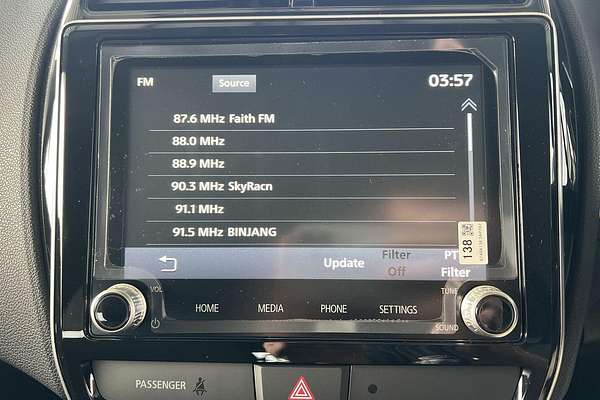 FM Source 03:57
87.6 MHz Faith FM
88.0 MHz
88.9 MHz
90.3 MHz SkyRacn
91.1 MHz
91.5 MHz BINJANG
138
Update Filter Off PT Filter
VOL TUNE
HOME MEDIA PHONE SETTINGS
SOUND
PASSENGER